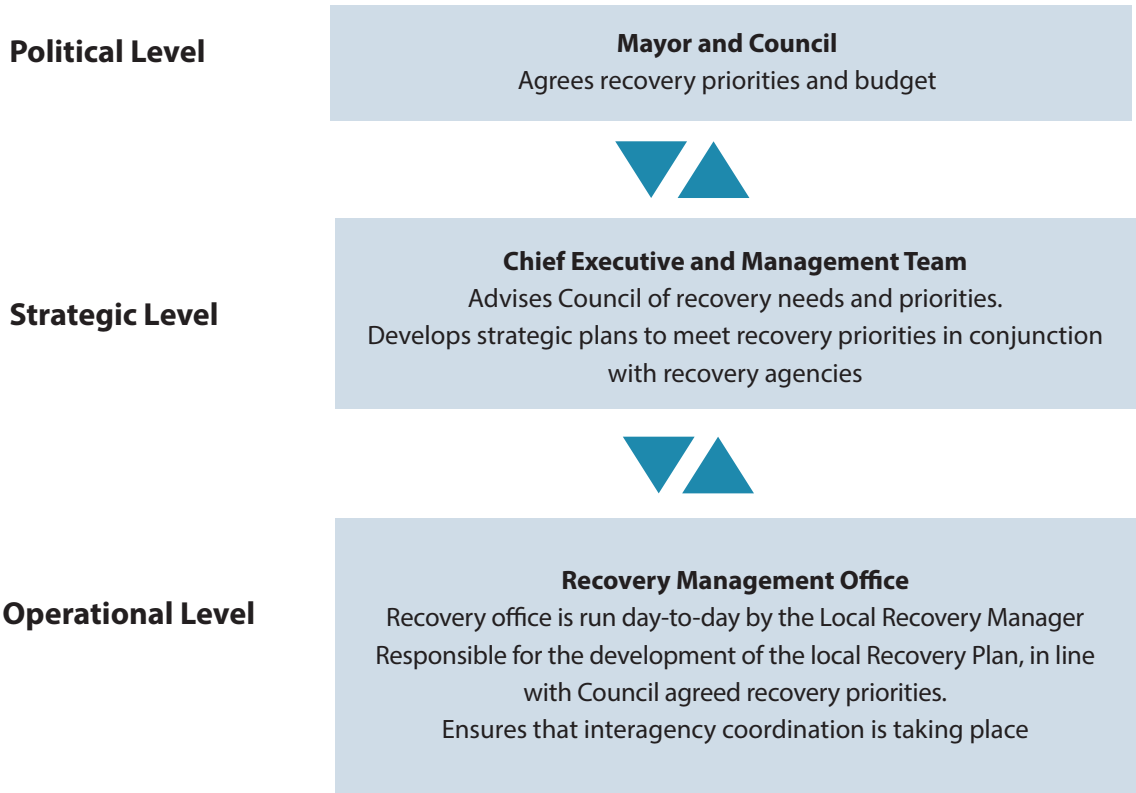 Political Level
Mayor and Council
Agrees recovery priorities and budget
Strategic Level
Chief Executive and Management Team
Advises Council of recovery needs and priorities.
Develops strategic plans to meet recovery priorities in conjunction
with recovery agencies
Operational Level
Recovery Management Office
Recovery office is run day-to-day by the Local Recovery Manager
Responsible for the development of the local Recovery Plan, in line
with Council agreed recovery priorities.
Ensures that interagency coordination is taking place